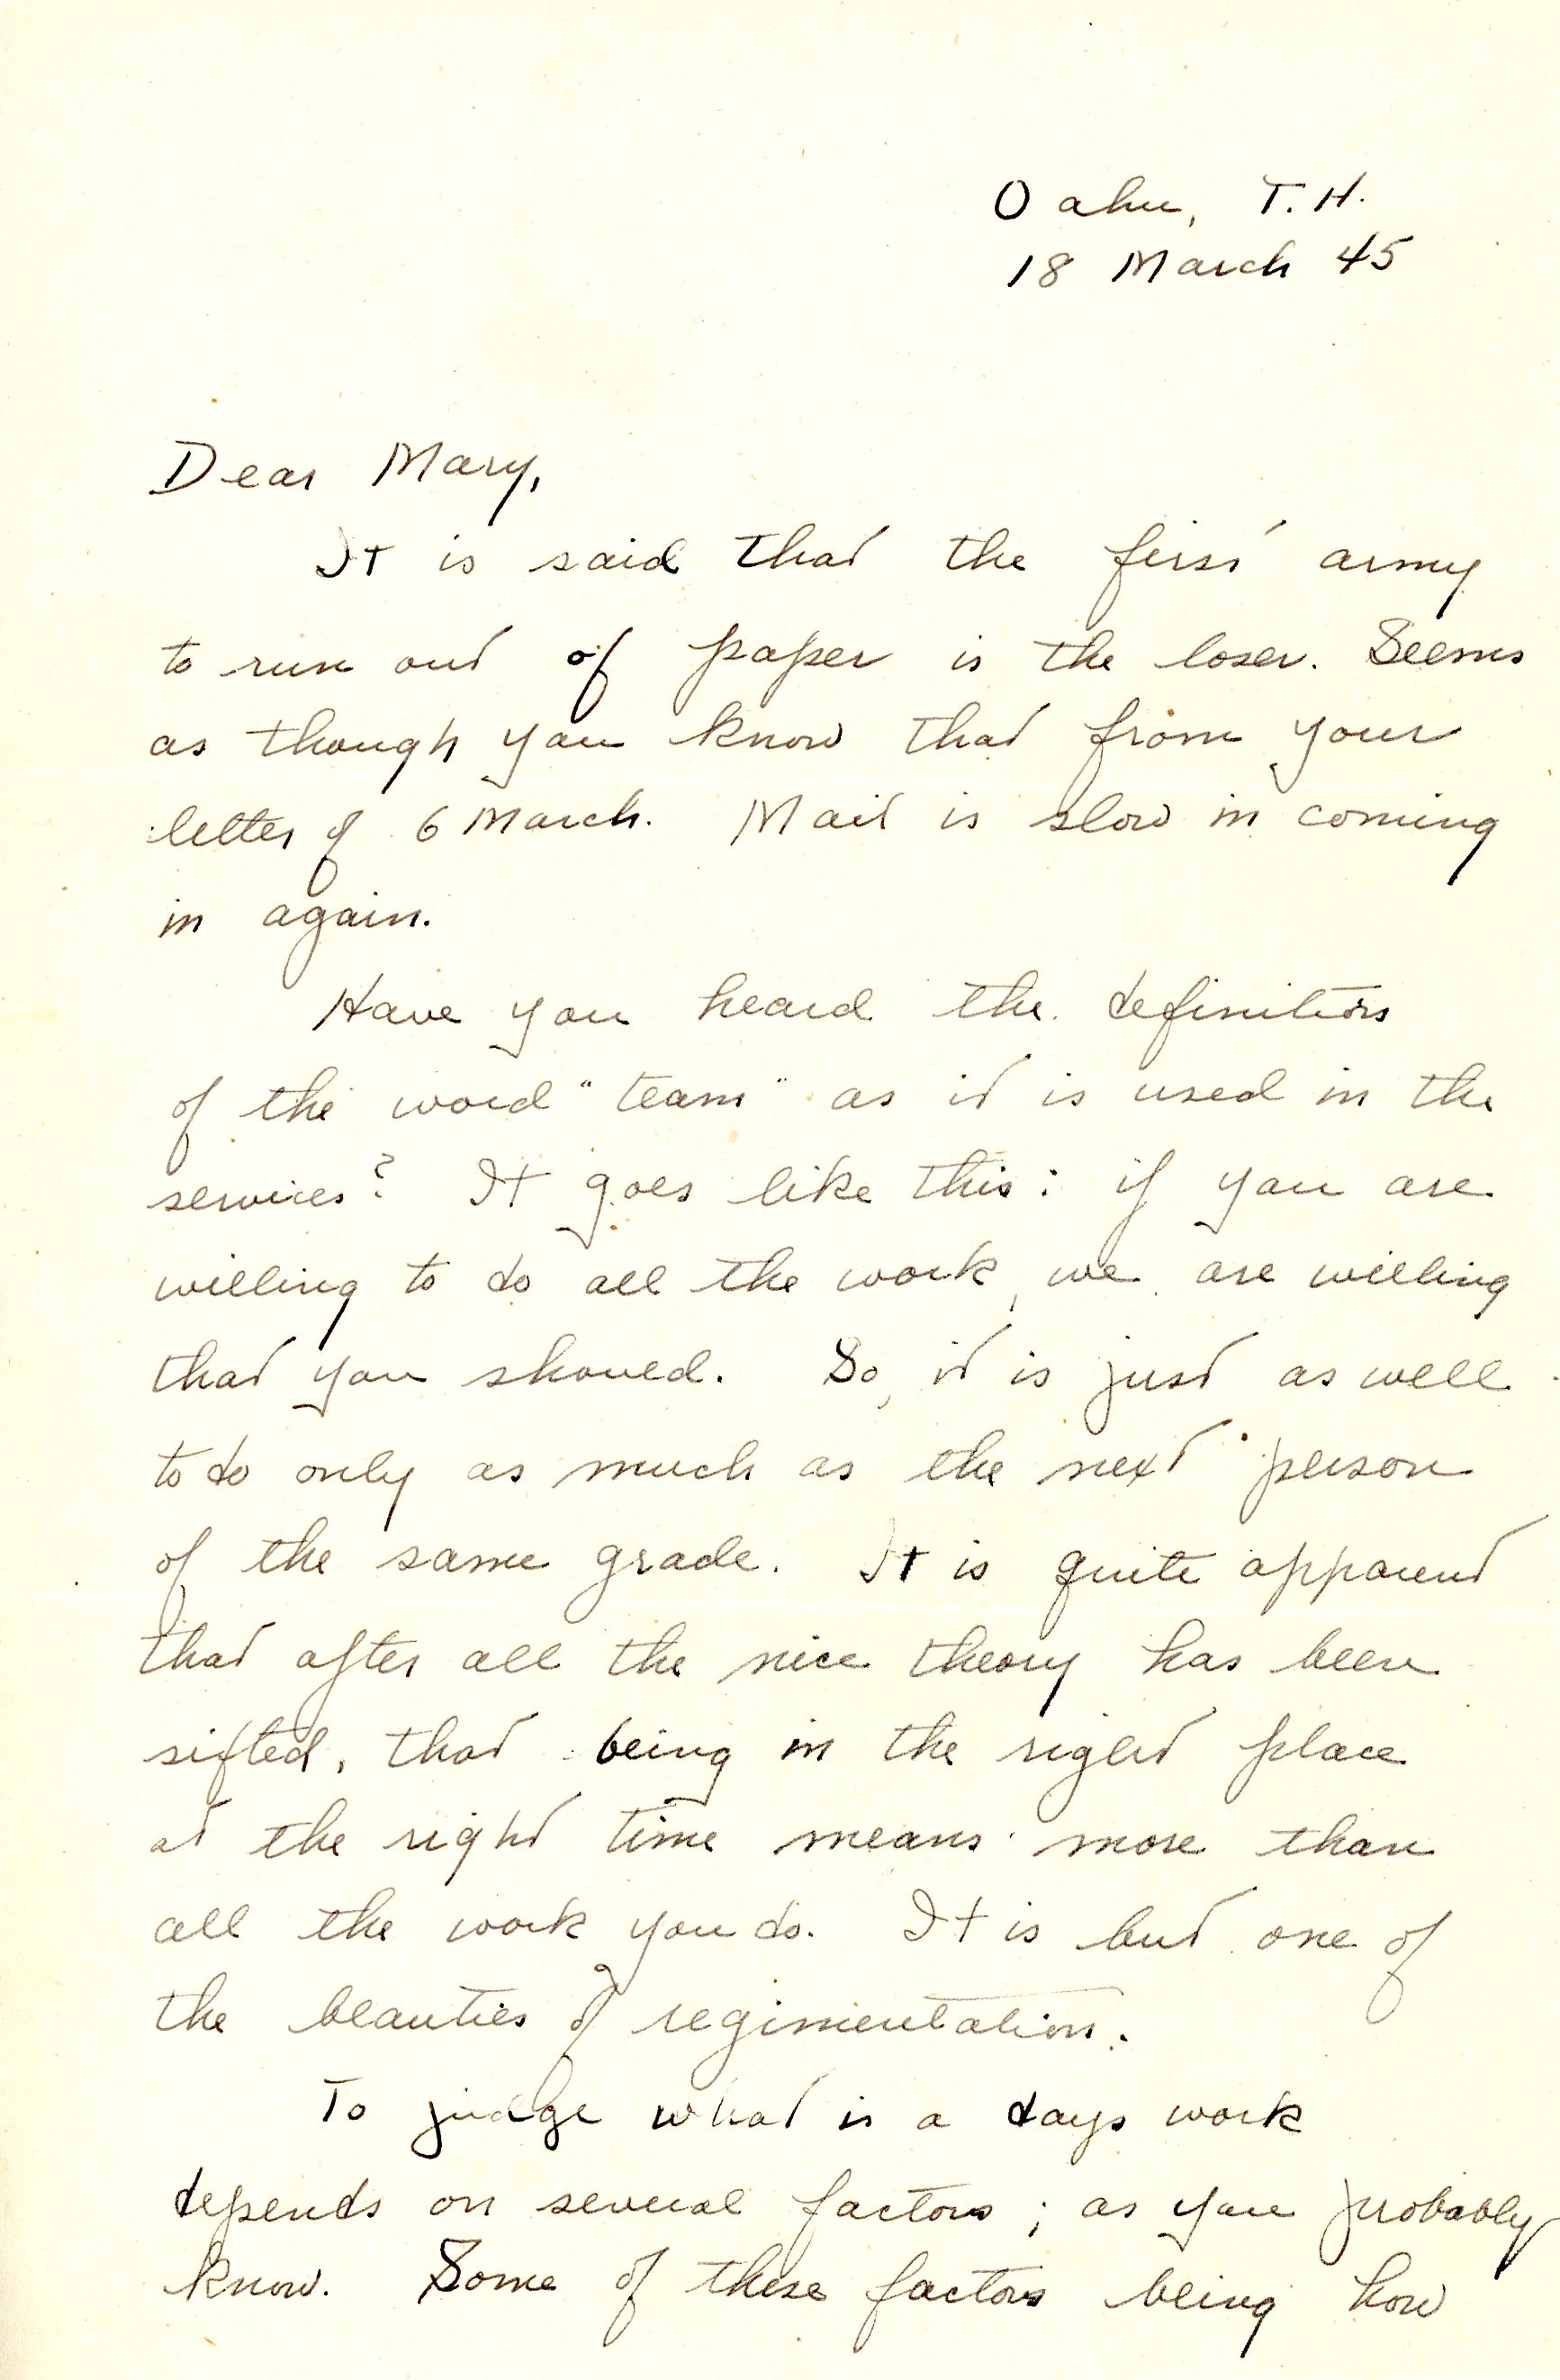 Oahu, T.H.
18 March 45
Dear Mary,
It is said that the first army
to run out of paper is the loser. Seems
as though you know that from your
letter of 6 March. Mail is slow in coming
in again.
Have you heard the definition
of the word "team" as it is used in the
services? It goes like this: if you are
willing to do all the work, we are willing
that you should. So, it is just as well
to do only as much as the next person
of the same grade. It is quite apparent
that after all the nice theory has been
sifted, that being in the right place
at the right time means more than
all the work you do. It is but one of
the beauties of regimentation.
To judge what is a days work
depends on several factors; as you probably
know. Some of these factors being how